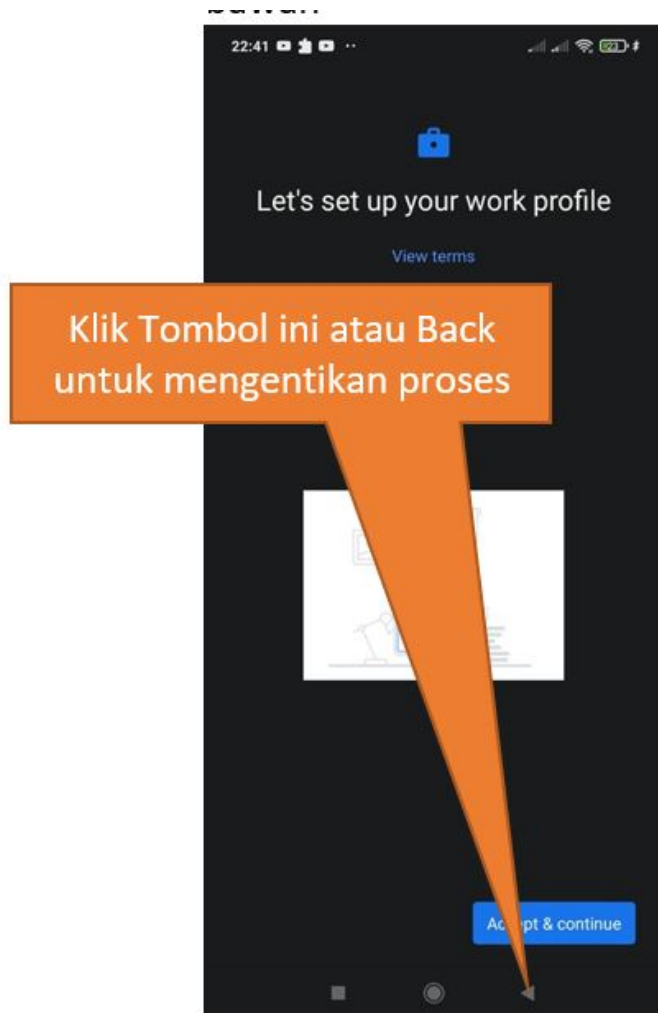 22:41
Let's set up your work profile
View terms
Klik Tombol ini atau Back
untuk mengentikan proses
Accept & continue